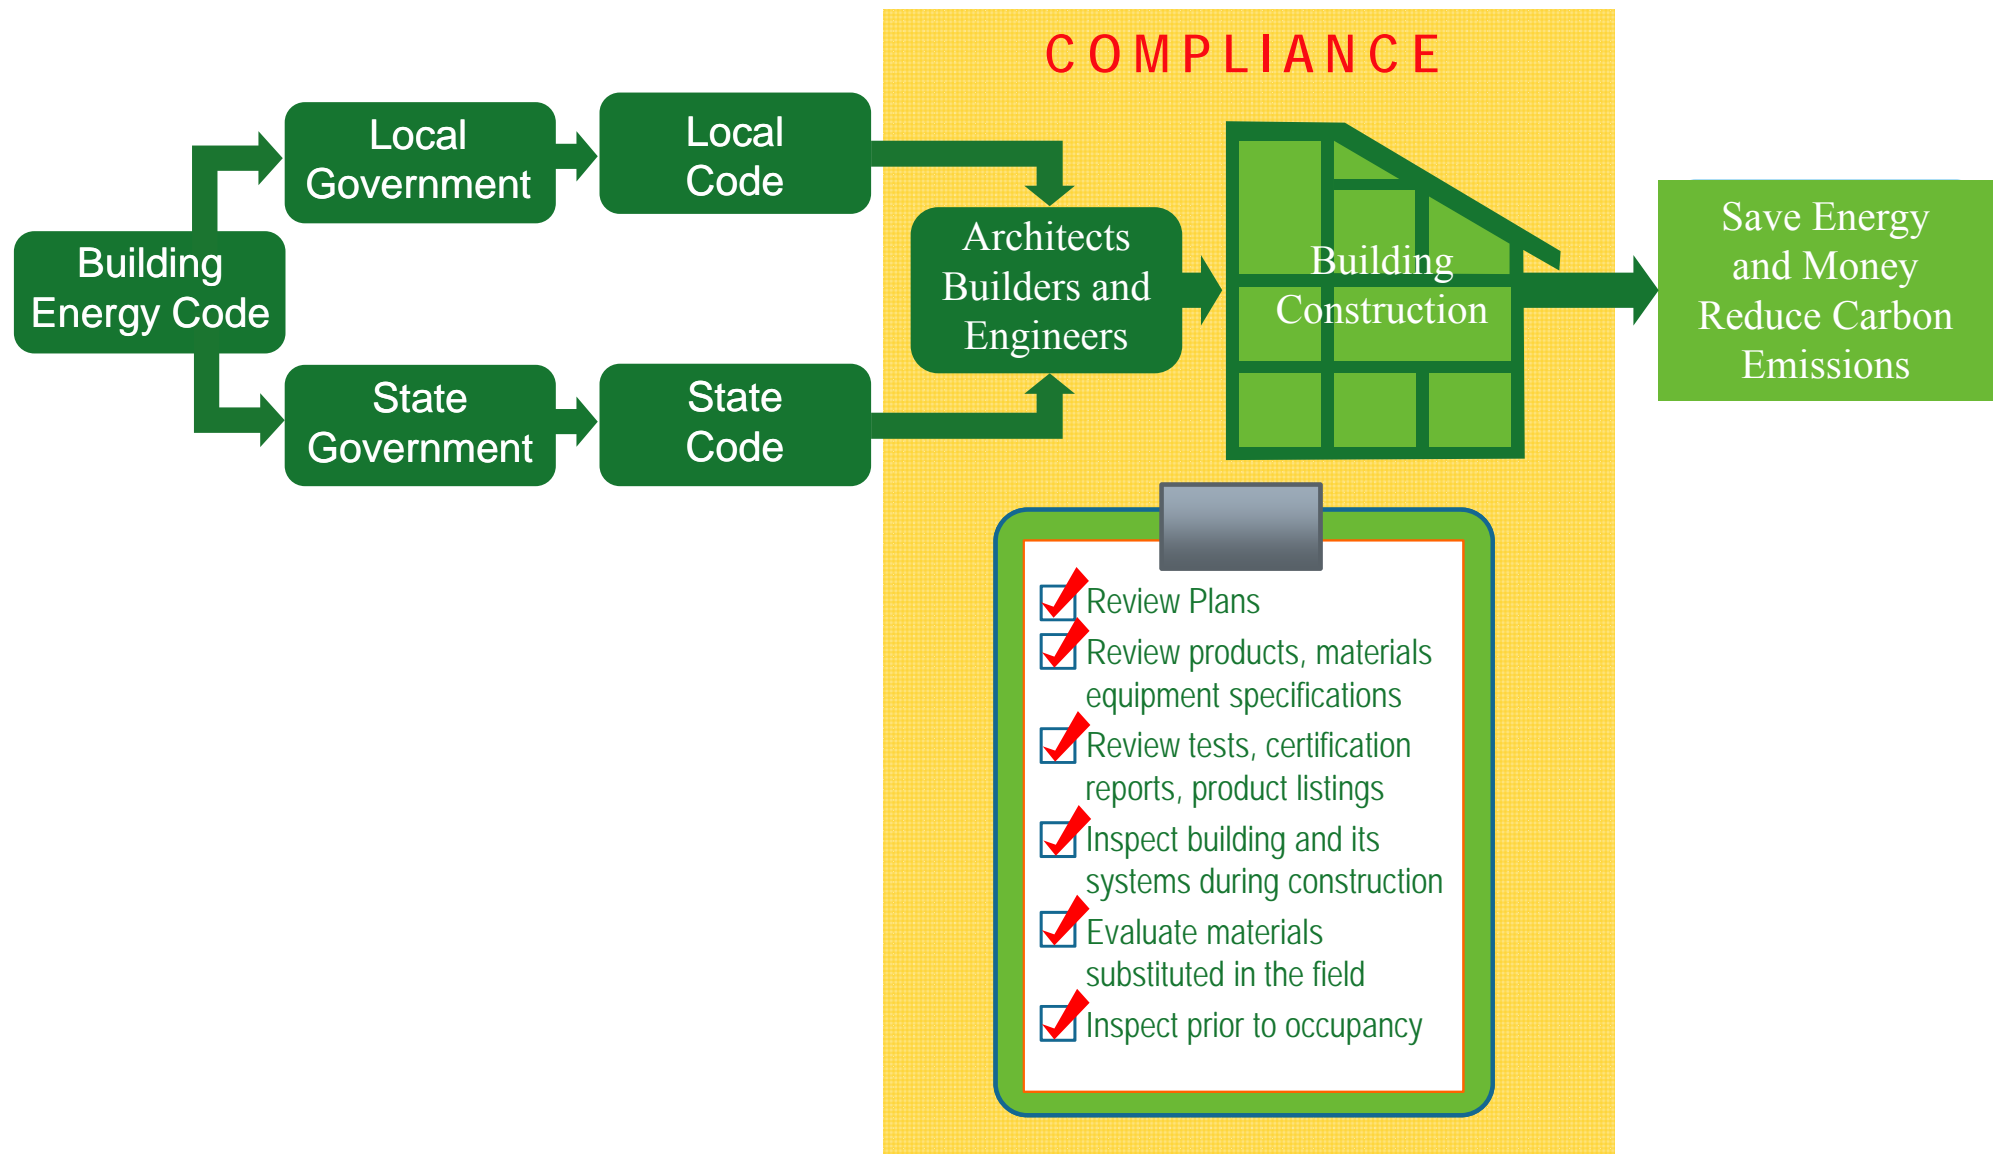 COMPLIANCE
Local
Government
Local
Code
Building
Energy Code
State
Government
State
Code
Architects
Builders and
Engineers
Building
Construction
Save Energy
and Money
Reduce Carbon
Emissions
Review Plans
Review products, materials
equipment specifications
Review tests, certification
reports, product listings
Inspect building and its
systems during construction
Evaluate materials
substituted in the field
Inspect prior to occupancy